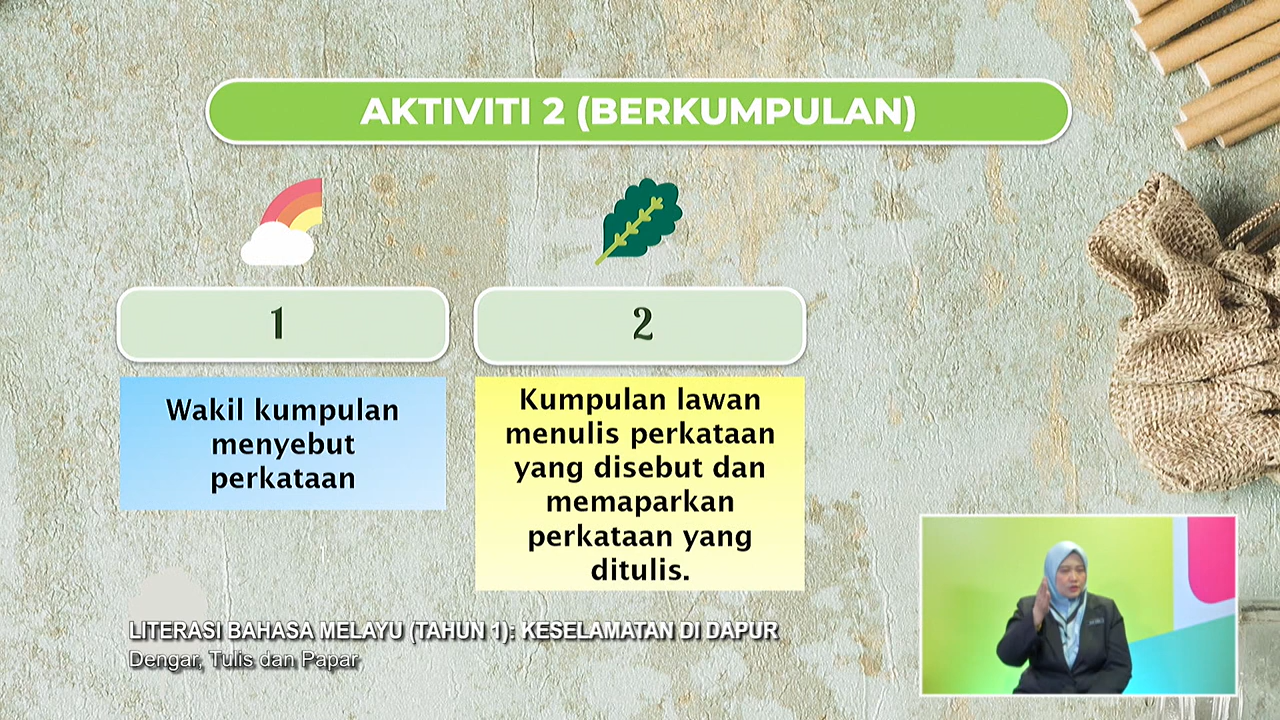 AKTIVITI 2 (BERKUMPULAN)
1
Wakil kumpulan
menyebut
perkataan
2
Kumpulan lawan
menulis perkataan
yang disebut dan
memaparkan
perkataan yang
ditulis.
LITERASI BAHASA MELAYU (TAHUN 1): KESELAMATAN DI DAPUR
Dengar, Tulis dan Papar